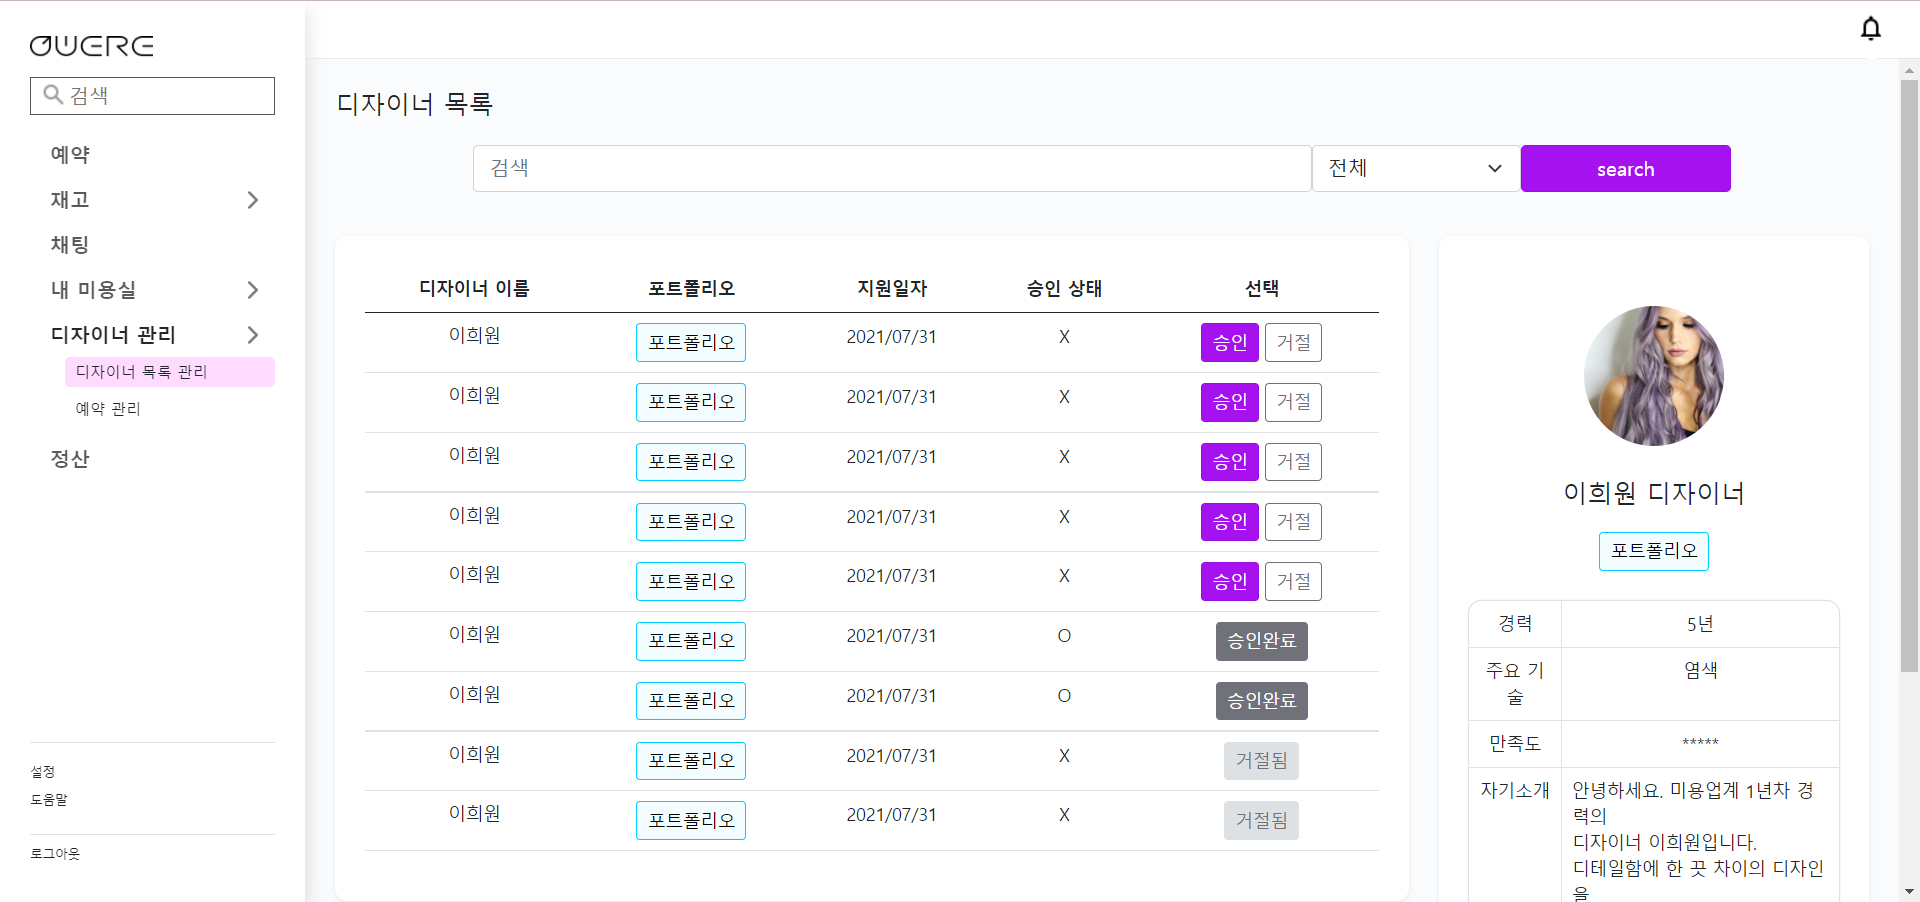 OWERE
검색
예약
재고
채팅
내 미용실
디자이너 관리
디자이너 목록 관리
예약 관리
정산
설정
도움말
로그아웃
디자이너 목록
검색 전체 search
디자이너 이름 포트폴리오 지원일자 승인 상태 선택
이희원 포트폴리오 2021/07/31 X 승인 거절
이희원 포트폴리오 2021/07/31 X 승인 거절
이희원 포트폴리오 2021/07/31 X 승인 거절
이희원 포트폴리오 2021/07/31 X 승인 거절
이희원 포트폴리오 2021/07/31 X 승인 거절
이희원 포트폴리오 2021/07/31 O 승인완료
이희원 포트폴리오 2021/07/31 O 승인완료
이희원 포트폴리오 2021/07/31 X 거절됨
이희원 포트폴리오 2021/07/31 X 거절됨
이희원 디자이너
포트폴리오
경력 5년
주요 기 염색
술
만족도 *****
자기소개 안녕하세요. 미용업계 1년차 경
력의
디자이너 이희원입니다.
디테일함에 한 끗 차이의 디자인
을